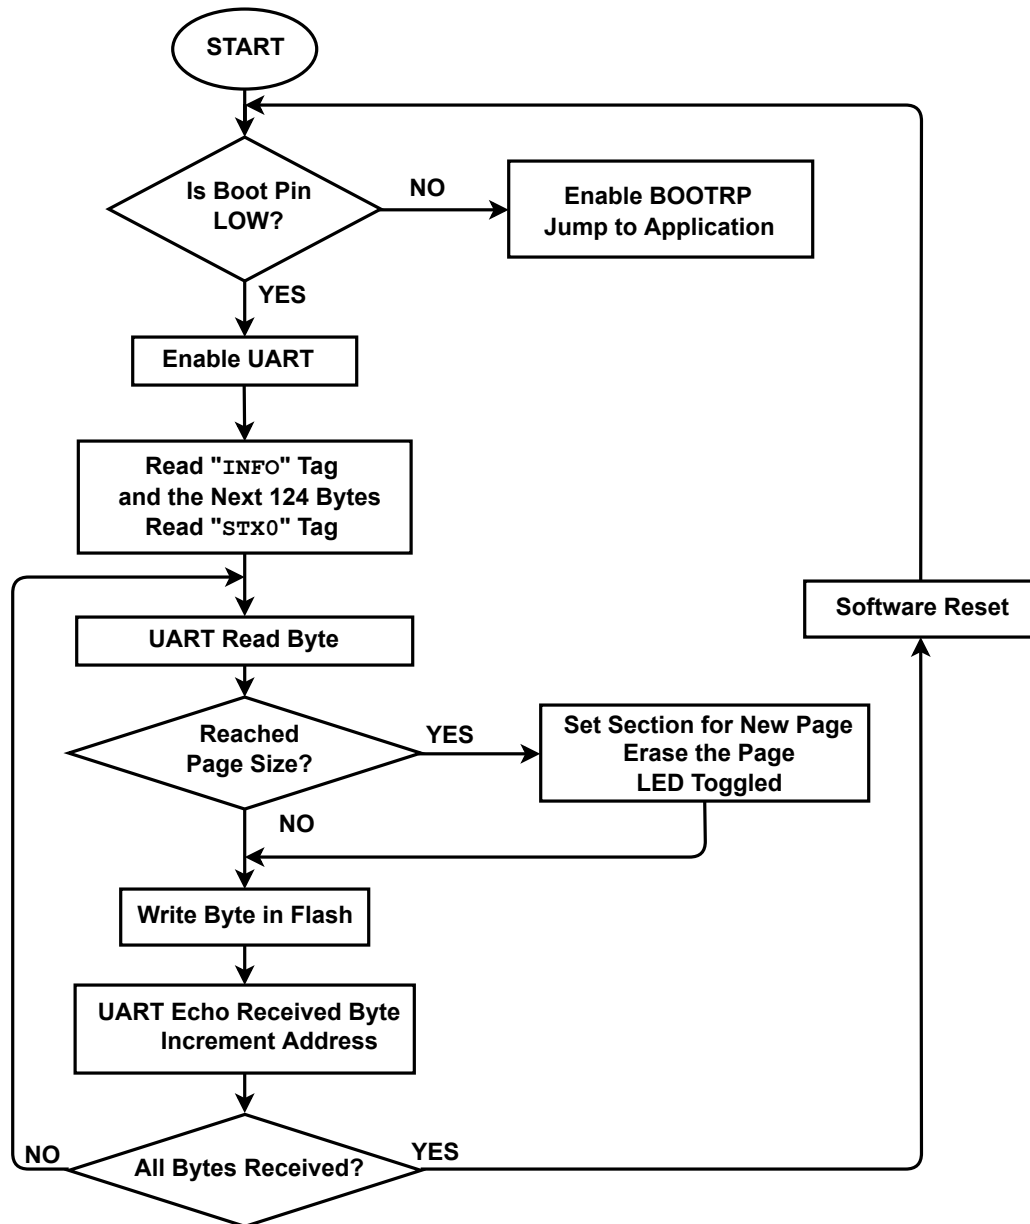 START
Is Boot Pin
LOW?
NO
Enable BOOTRP
Jump to Application
YES
Enable UART
Read "INFO" Tag
and the Next 124 Bytes
Read "STX0" Tag
Software Reset
UART Read Byte
Reached
Page Size?
YES
Set Section for New Page
Erase the Page
LED Toggled
NO
Write Byte in Flash
UART Echo Received Byte
Increment Address
NO
All Bytes Received?
YES